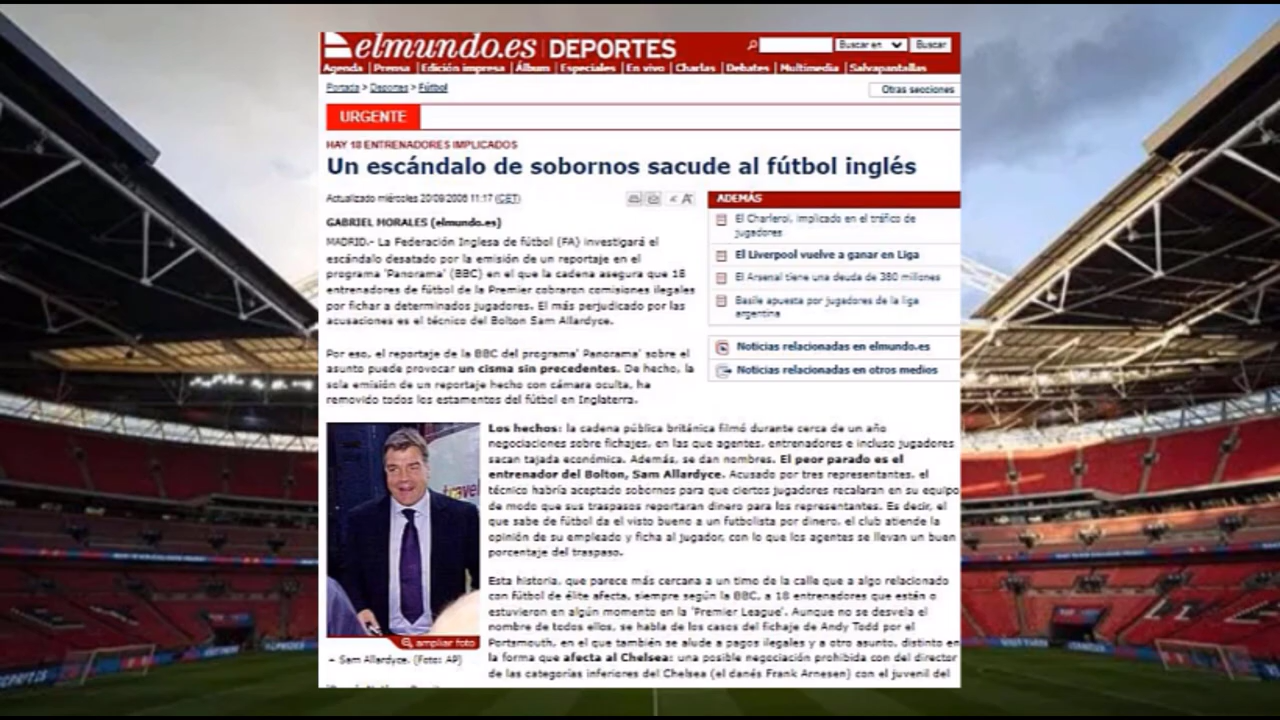 elmundo.es | DEPORTES
Buscar en
Buscar
Agenda | Prensa | Edición impresa | Álbum | Especiales | En vivo | Charlas | Debates | Multimedia | Salvapantallas
Portada > Deportes > Fútbol
Otras secciones
URGENTE
HAY 18 ENTRENADORES IMPLICADOS
Un escándalo de sobornos sacude al fútbol inglés
Actualizado miércoles 20/09/2006 11:17 (CET)
GABRIEL MORALES (elmundo.es)
MADRID.- La Federación Inglesa de fútbol (FA) investigará el
escándalo desatado por la emisión de un reportaje en el
programa 'Panorama' (BBC) en el que la cadena asegura que 18
entrenadores de fútbol de la Premier cobraron comisiones ilegales
por fichar a determinados jugadores. El más perjudicado por las
acusaciones es el técnico del Bolton Sam Allardyce.
Por eso, el reportaje de la BBC del programa' Panorama' sobre el
asunto puede provocar un cisma sin precedentes. De hecho, la
sola emisión de un reportaje hecho con cámara oculta, ha
removido todos los estamentos del fútbol en Inglaterra.
ADEMÁS
El Charleroi, implicado en el tráfico de
jugadores
El Liverpool vuelve a ganar en Liga
El Arsenal tiene una deuda de 380 millones
Basile apuesta por jugadores de la liga
argentina
Noticias relacionadas en elmundo.es
Noticias relacionadas en otros medios
travel
ampliar foto
Sam Allardyce. (Foto: AP)
Los hechos: la cadena pública británica filmó durante cerca de un año
negociaciones sobre fichajes, en las que agentes, entrenadores e incluso jugadores
sacan tajada económica. Además, se dan nombres. El peor parado es el
entrenador del Bolton, Sam Allardyce. Acusado por tres representantes, el
técnico habría aceptado sobornos para que ciertos jugadores recalaran en su equipo
de modo que sus traspasos reportaran dinero para los representantes. Es decir, el
que sabe de fútbol da el visto bueno a un futbolista por dinero, el club atiende la
opinión de su empleado y ficha al jugador, con lo que los agentes se llevan un buen
porcentaje del traspaso.
Esta historia, que parece más cercana a un timo de la calle que a algo relacionado
con fútbol de élite afecta, siempre según la BBC, a 18 entrenadores que están o
estuvieron en algún momento en la 'Premier League'. Aunque no se desvela el
nombre de todos ellos, se habla de los casos del fichaje de Andy Todd por el
Portsmouth, en el que también se alude a pagos ilegales y a otro asunto, distinto en
la forma que afecta al Chelsea: una posible negociación prohibida con del director
de las categorías inferiores del Chelsea (el danés Frank Arnesen) con el juvenil del